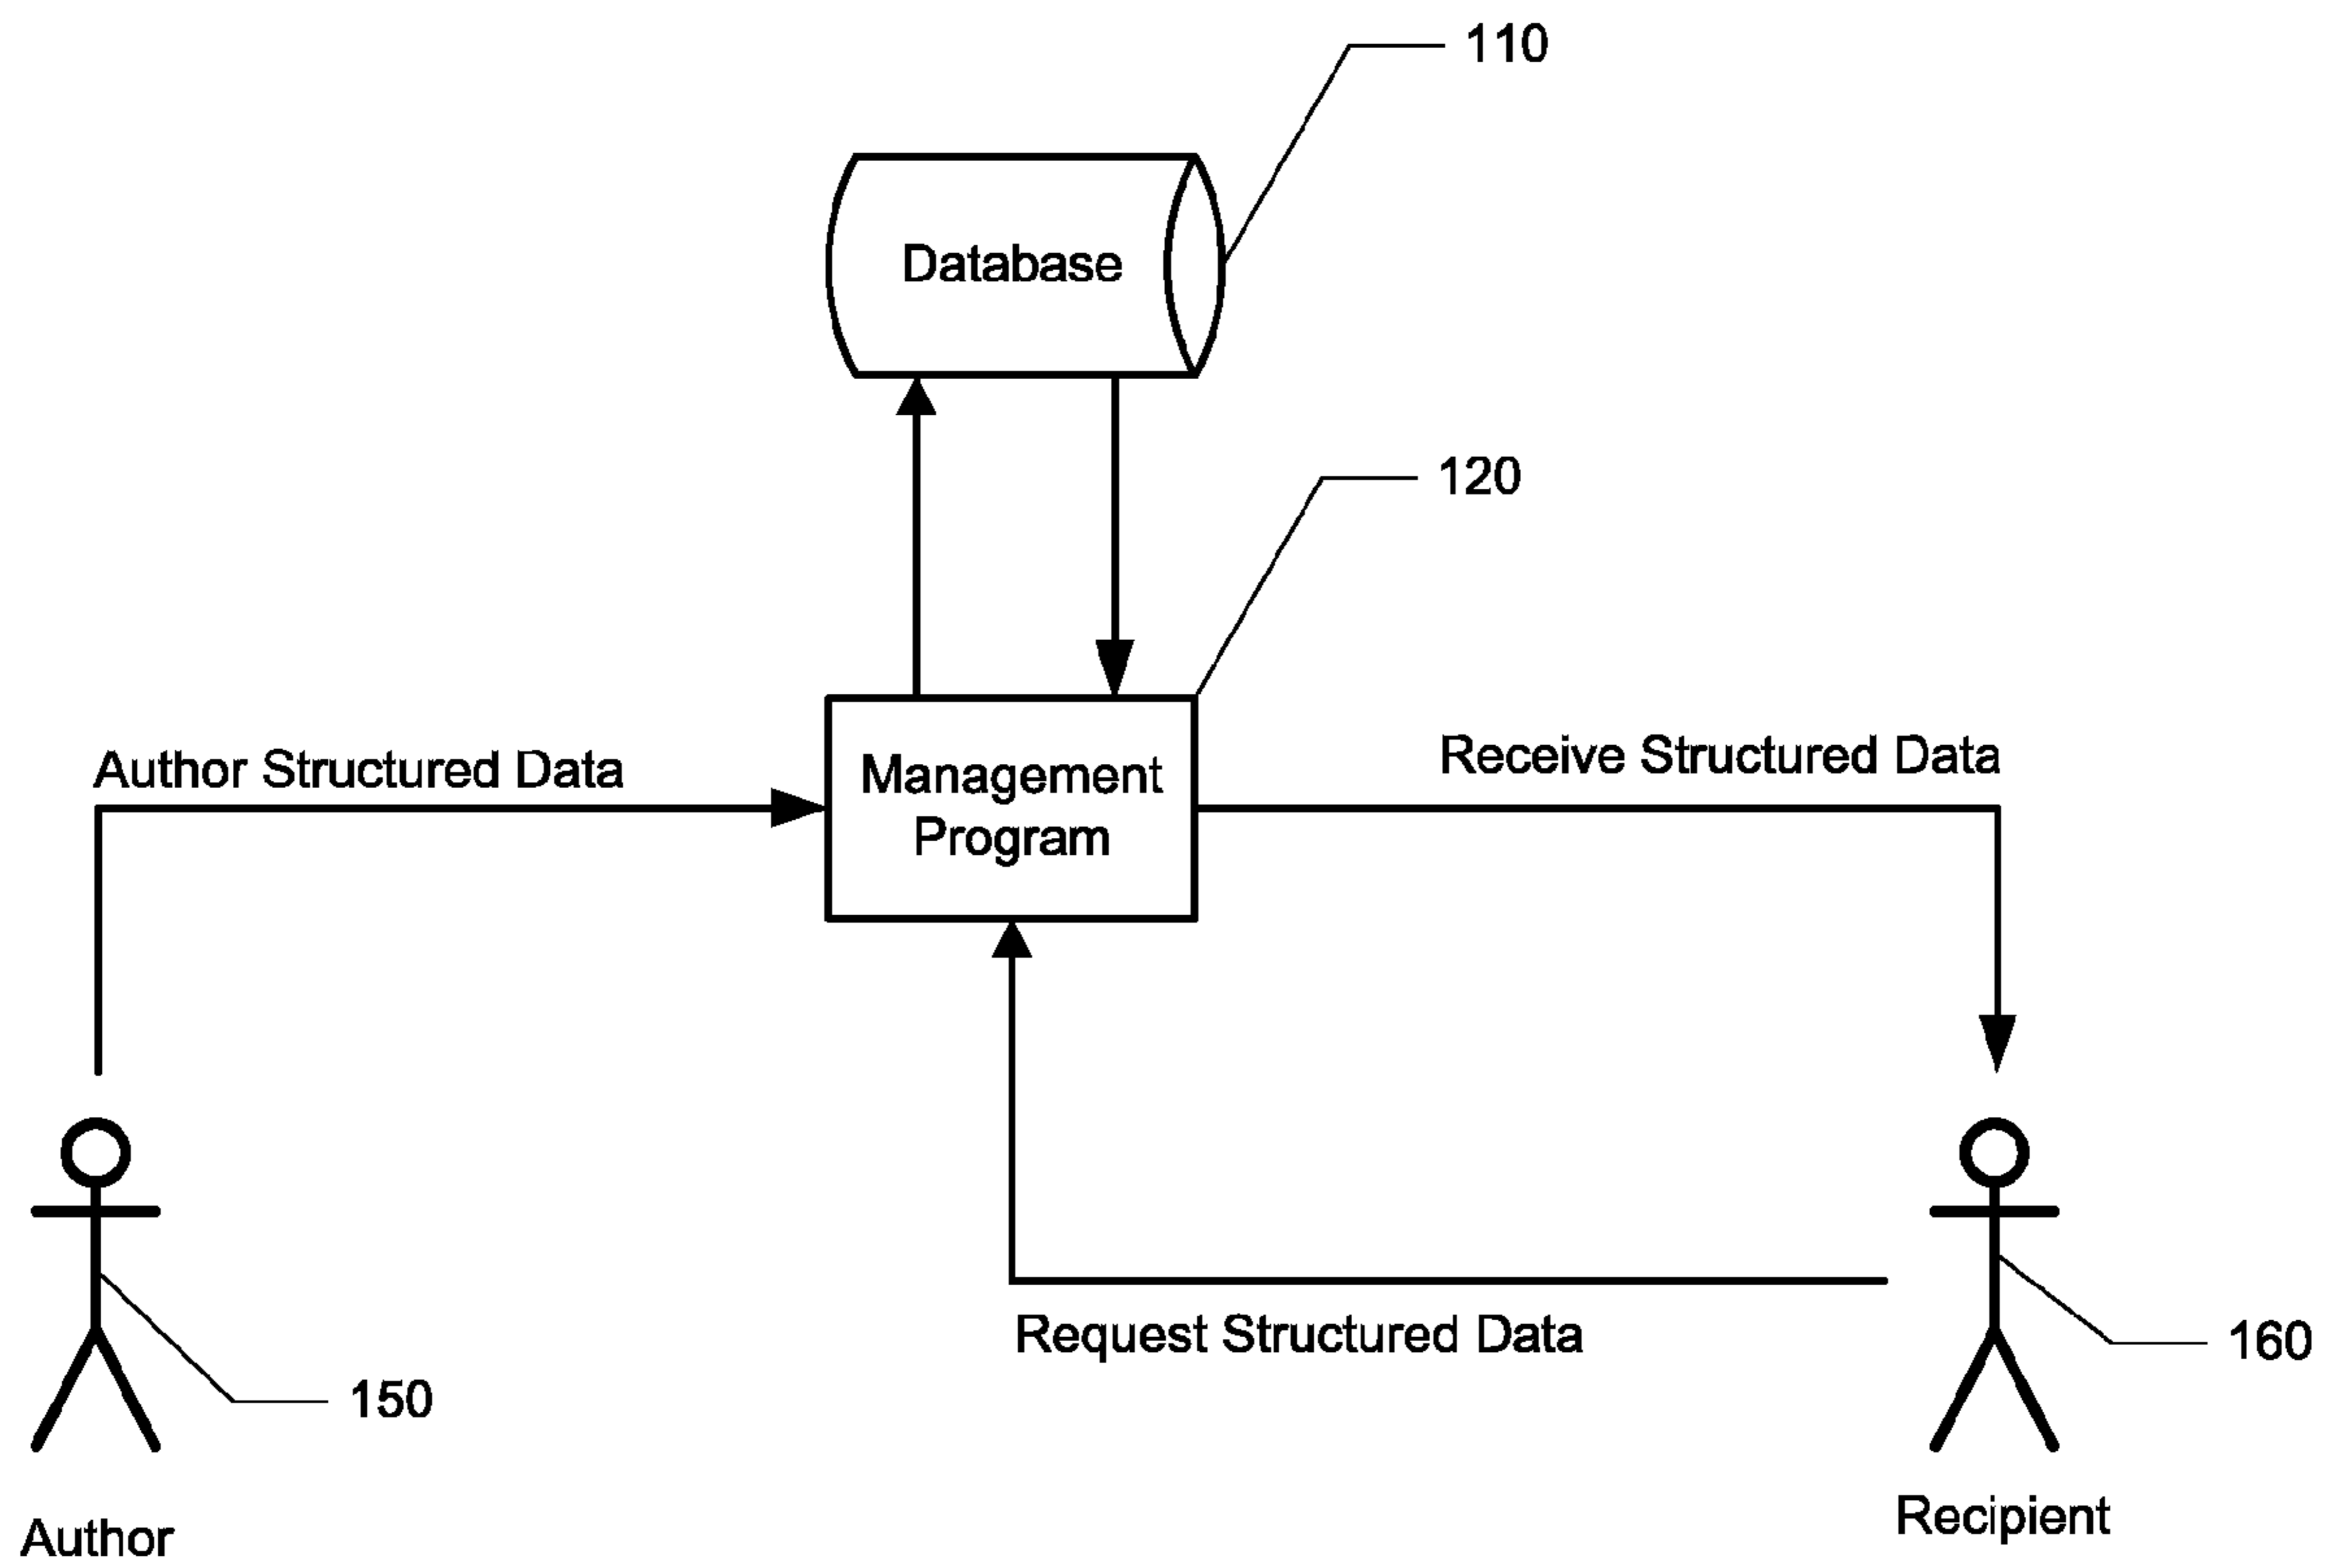 110
Database
120
Author Structured Data
Management
Program
Receive Structured Data
Request Structured Data
150
160
Author
Recipient